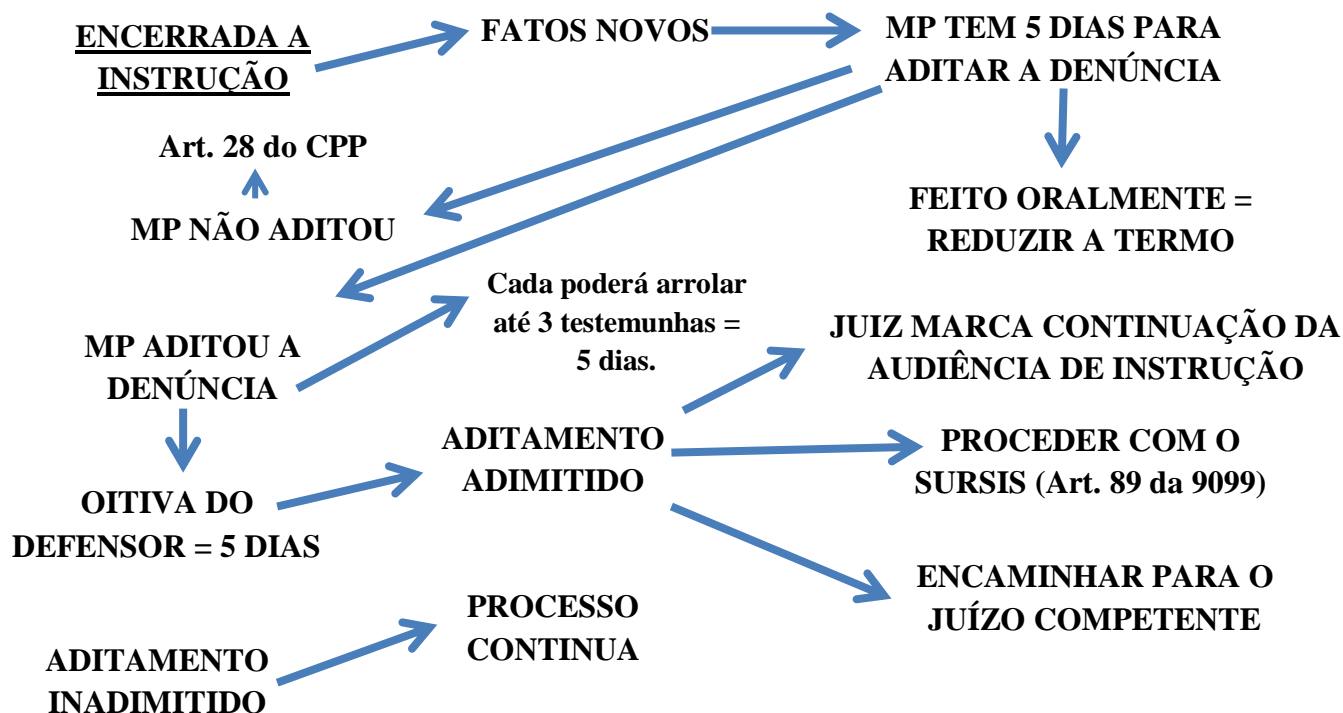 ENCERRADA A
INSTRUÇÃO
FATOS NOVOS
MP TEM 5 DIAS PARA
ADITAR A DENÚNCIA
Art. 28 do CPP
MP NÃO ADITOU
FEITO ORALMENTE =
REDUZIR A TERMO
Cada poderá arrolar
até 3 testemunhas =
5 dias.
MP ADITOU A
DENÚNCIA
JUIZ MARCA CONTINUAÇÃO DA
AUDIÊNCIA DE INSTRUÇÃO
ADITAMENTO
ADIMITIDO
PROCEDER COM O
SURSIS (Art. 89 da 9099)
OITIVA DO
DEFENSOR = 5 DIAS
ENCAMINHAR PARA O
JUÍZO COMPETENTE
PROCESSO
CONTINUA
ADITAMENTO
INADIMITIDO